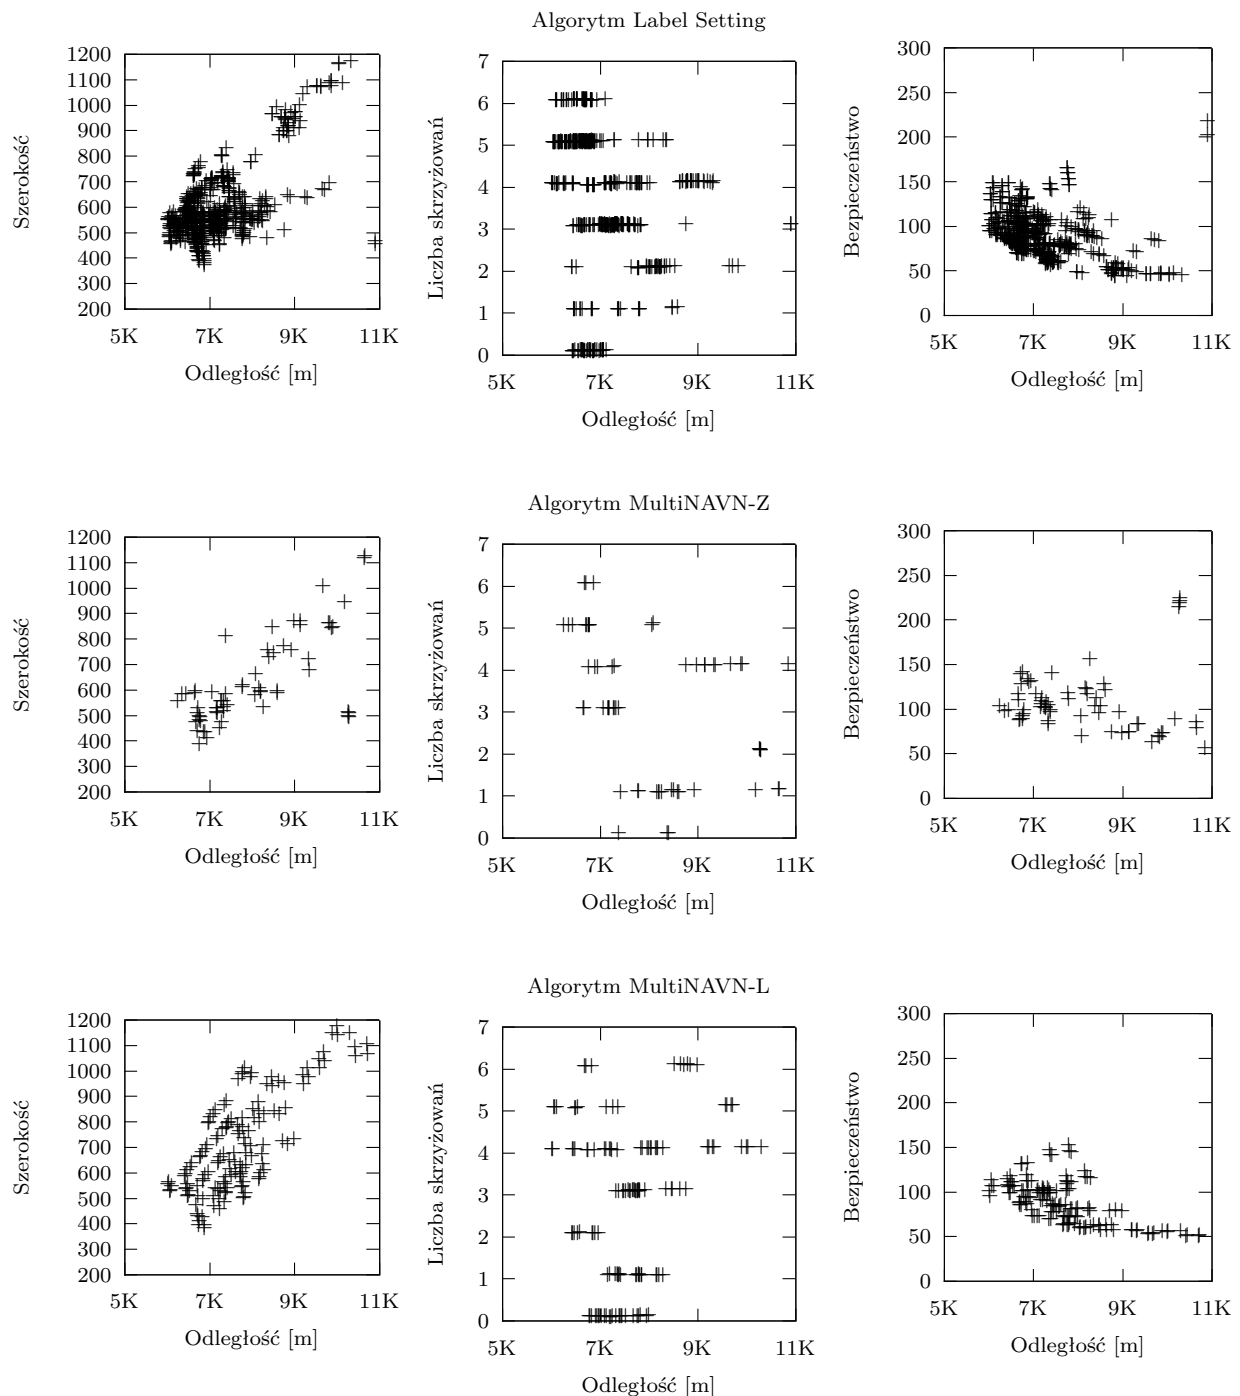 Algorytm Label Setting
1200
1100
1000
900
800
700
600
500
400
300
200
5K
7K
9K
11K
Szerokość
Odległość [m]
7
6
5
4
3
2
1
0
5K
7K
9K
11K
Liczba skrzyżowań
Odległość [m]
300
250
200
150
100
50
0
5K
7K
9K
11K
Bezpieczeństwo
Odległość [m]
Algorytm MultiNAVN-Z
1200
1100
1000
900
800
700
600
500
400
300
200
5K
7K
9K
11K
Szerokość
Odległość [m]
7
6
5
4
3
2
1
0
5K
7K
9K
11K
Liczba skrzyżowań
Odległość [m]
300
250
200
150
100
50
0
5K
7K
9K
11K
Bezpieczeństwo
Odległość [m]
Algorytm MultiNAVN-L
1200
1100
1000
900
800
700
600
500
400
300
200
5K
7K
9K
11K
Szerokość
Odległość [m]
7
6
5
4
3
2
1
0
5K
7K
9K
11K
Liczba skrzyżowań
Odległość [m]
300
250
200
150
100
50
0
5K
7K
9K
11K
Bezpieczeństwo
Odległość [m]